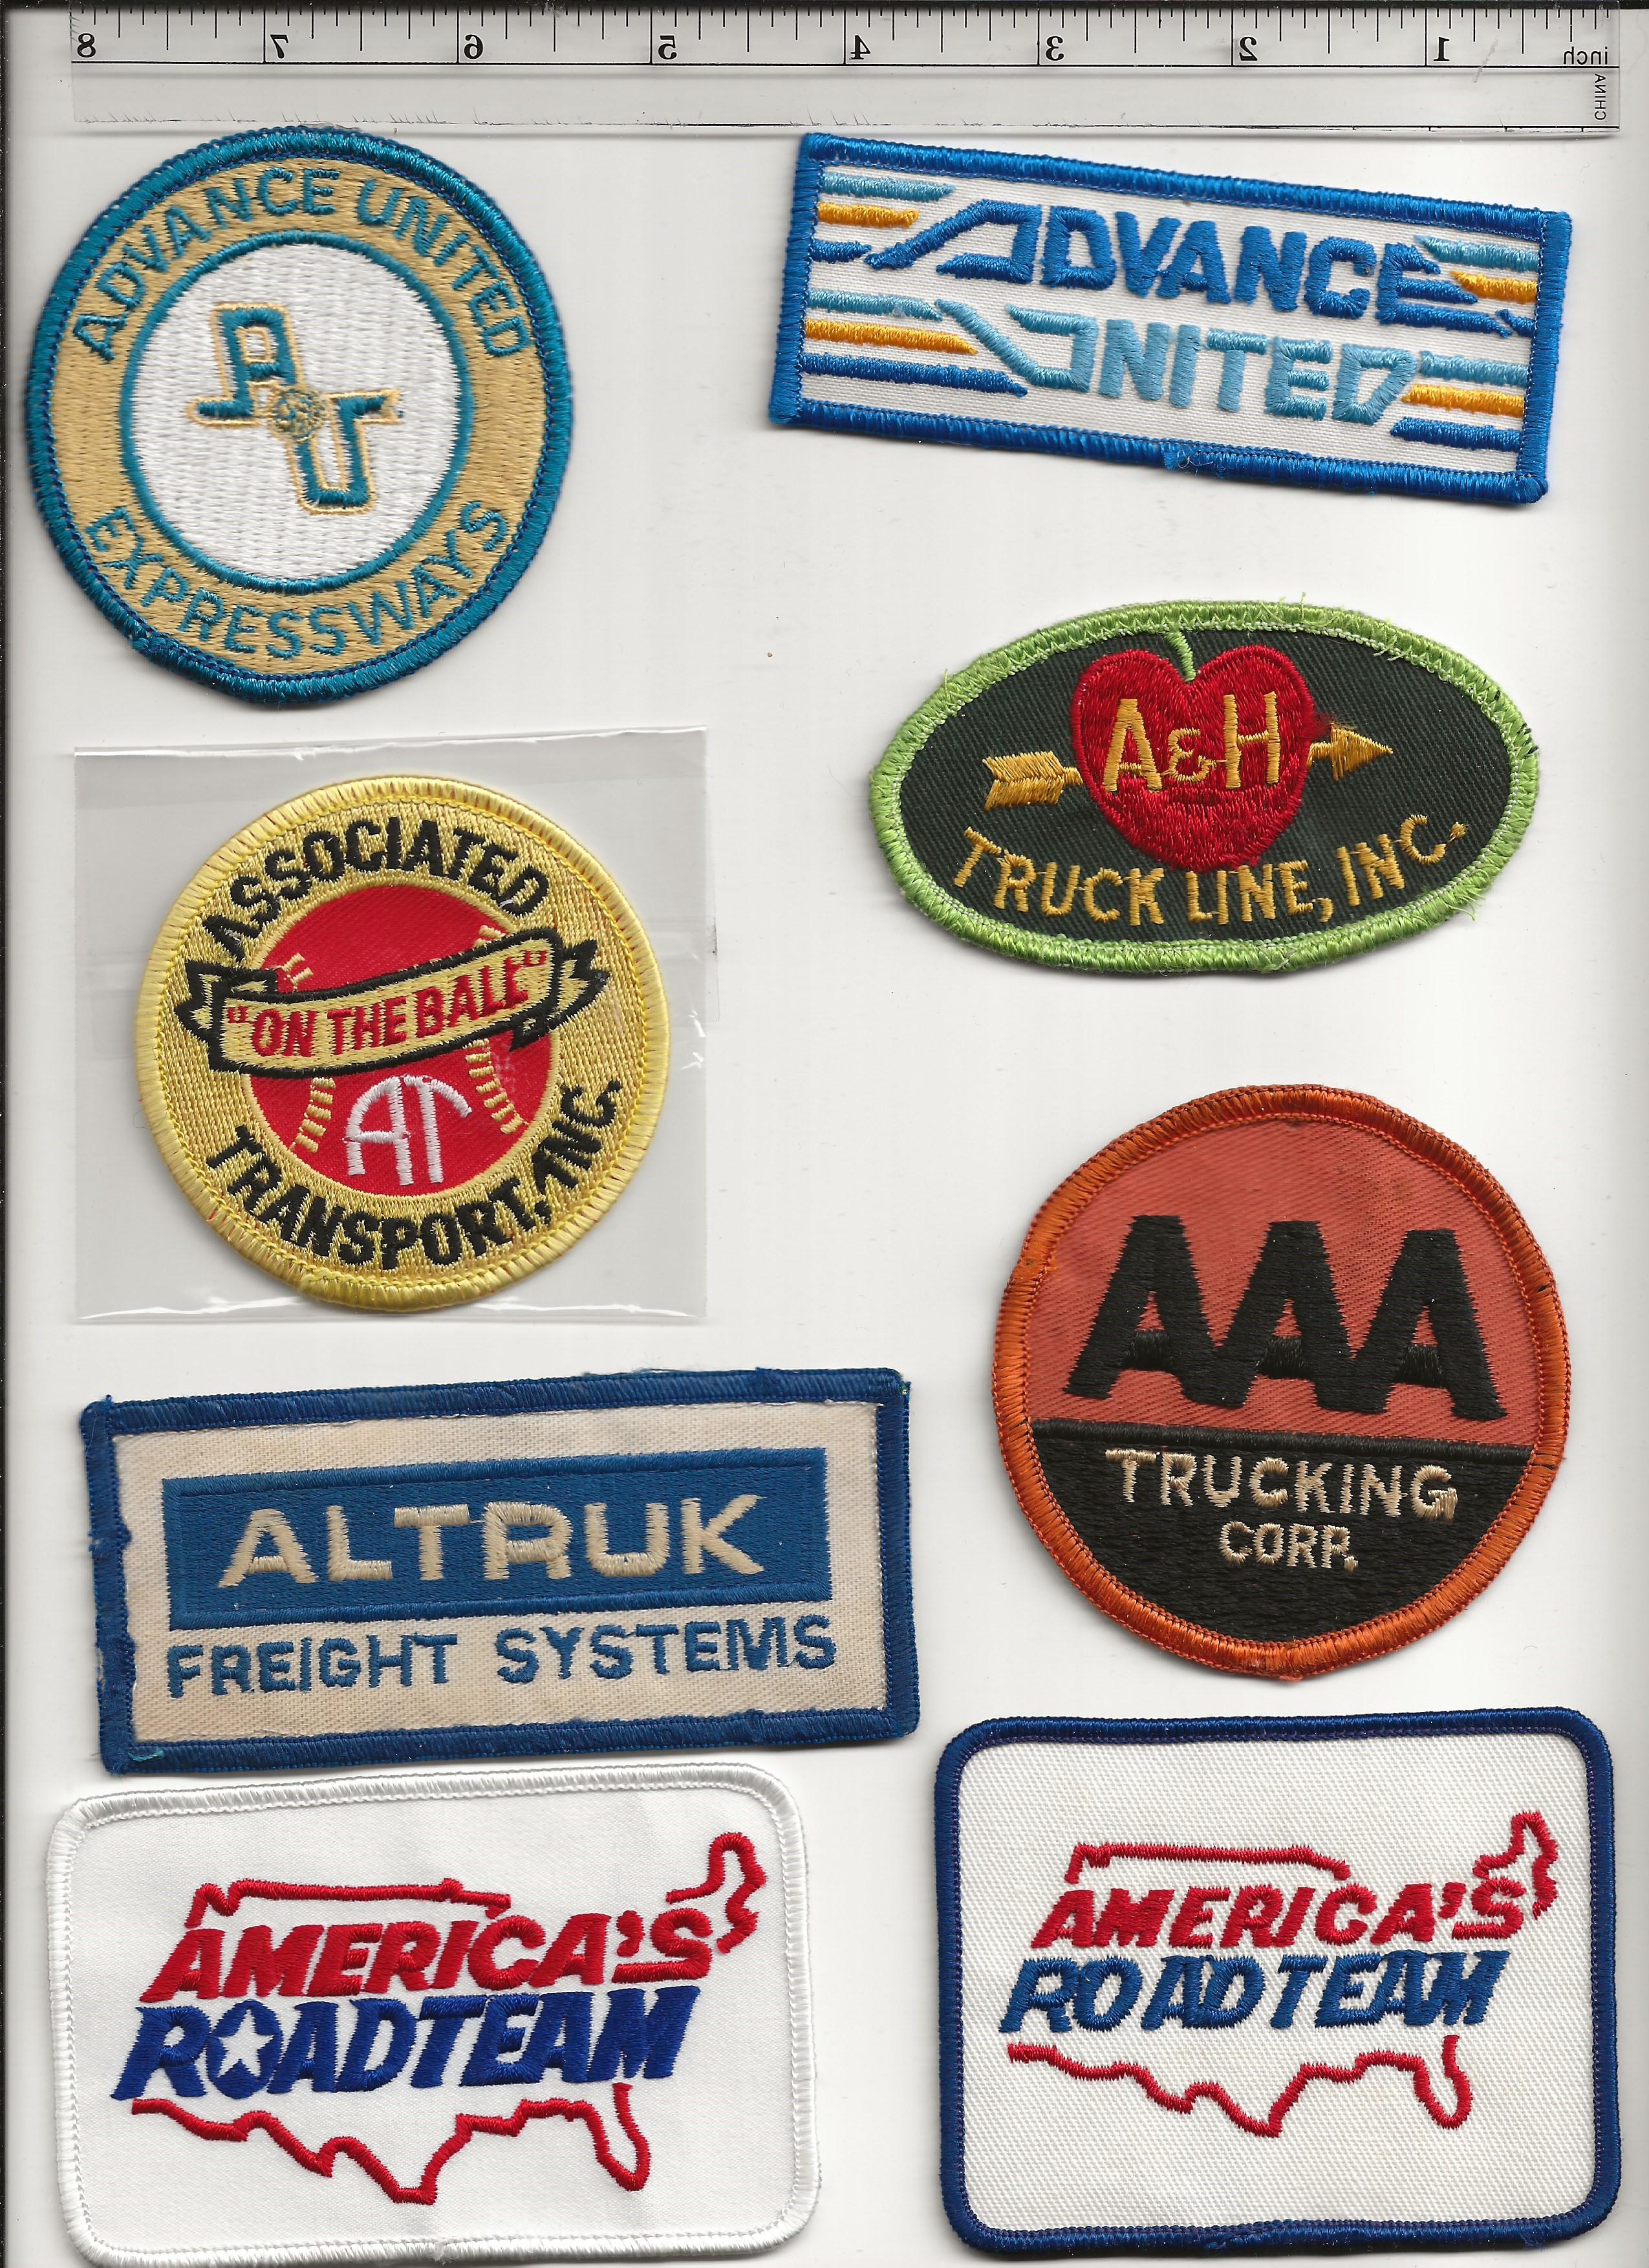 8 7 6 5 4 3 2 1 inch
CHINA
ADVANCE UNITED
AU
EXPRESSWAYS
ADVANCE
UNITED
A&H
TRUCK LINE, INC.
ASSOCIATED
"ON THE BALL"
AT
TRANSPORT, INC.
AAA
TRUCKING
CORP.
ALTRUK
FREIGHT SYSTEMS
AMERICA'S
ROADTEAM
AMERICA'S
ROADTEAM